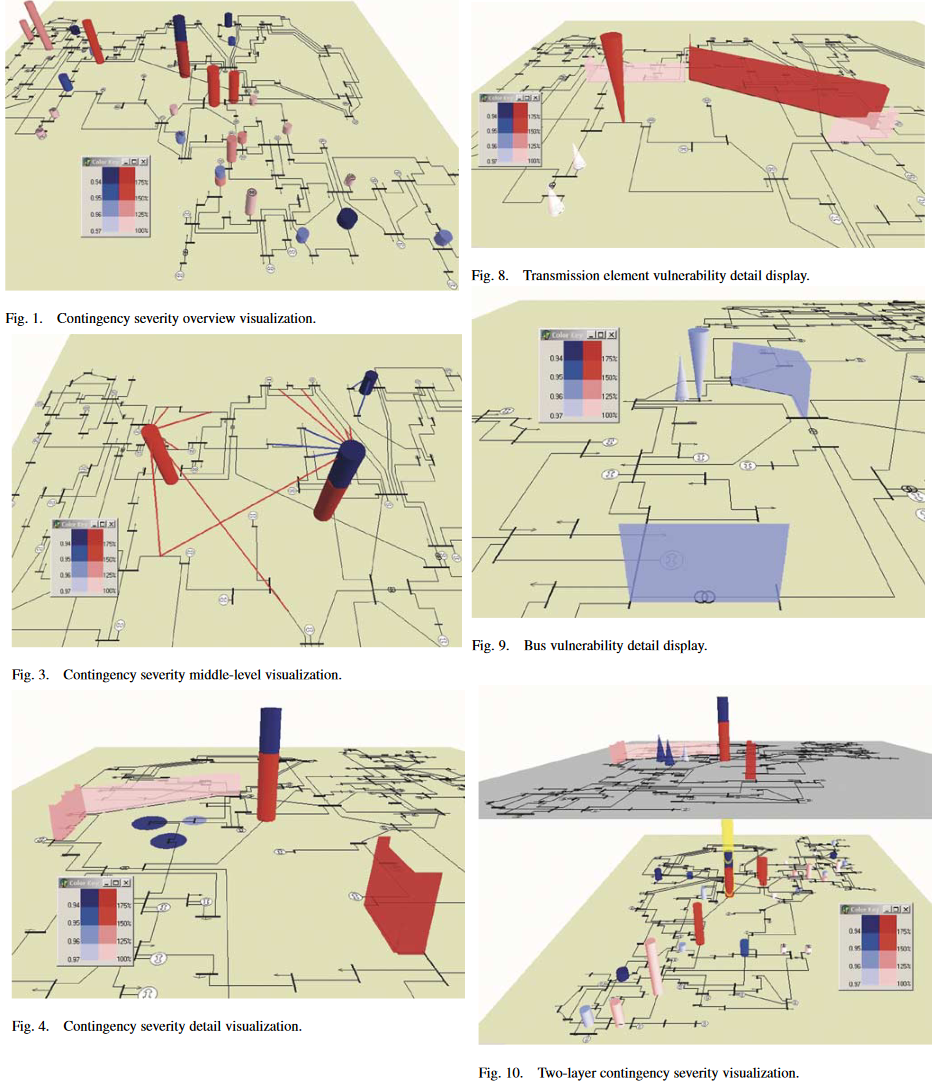 Color Key
0.94 175%
0.95 150%
0.96 125%
0.97 100%
Fig. 1. Contingency severity overview visualization.
Color Key
0.94 175%
0.95 150%
0.96 125%
0.97 100%
Fig. 3. Contingency severity middle-level visualization.
Color Key
0.94 175%
0.95 150%
0.96 125%
0.97 100%
Fig. 4. Contingency severity detail visualization.
Color Key
0.94 175%
0.95 150%
0.96 125%
0.97 100%
Fig. 8. Transmission element vulnerability detail display.
Color Key
0.94 175%
0.95 150%
0.96 125%
0.97 100%
Fig. 9. Bus vulnerability detail display.
Color Key
0.94 175%
0.95 150%
0.96 125%
0.97 100%
Fig. 10. Two-layer contingency severity visualization.